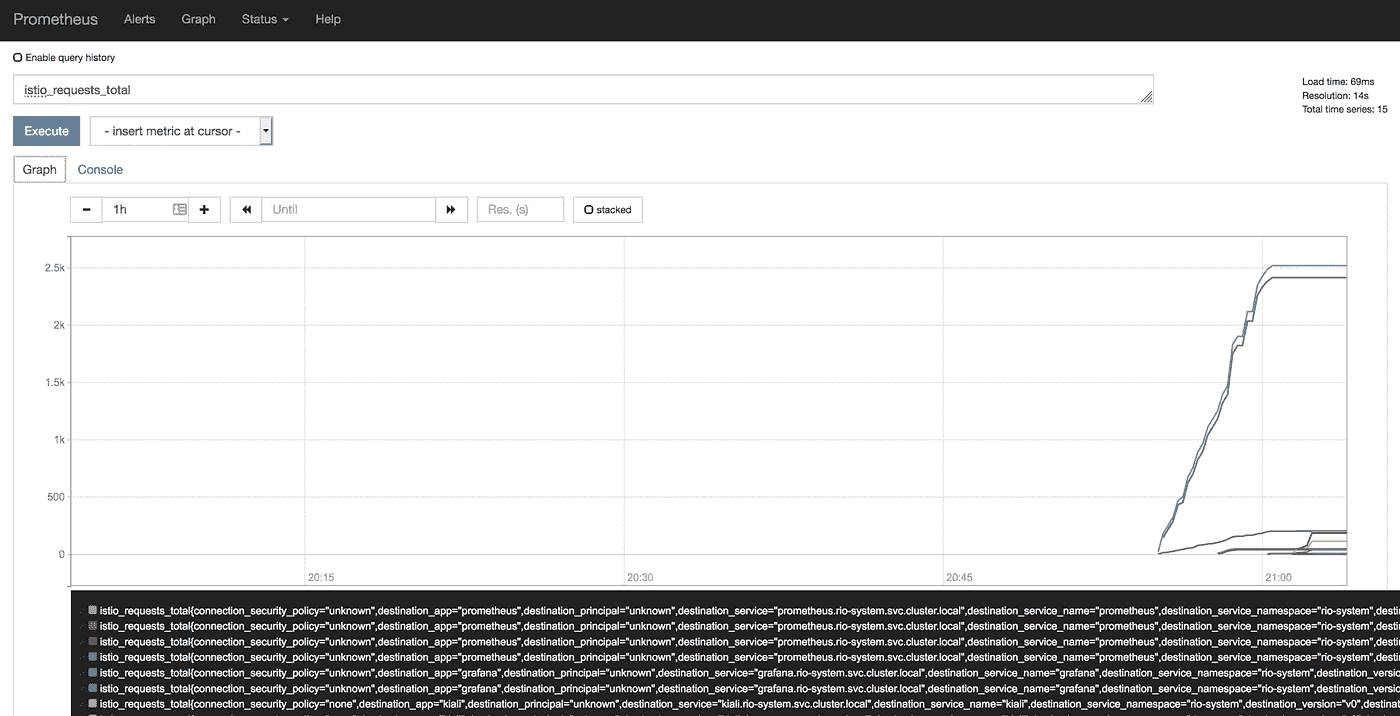 Prometheus Alerts Graph Status Help
Enable query history
istio_requests_total
Load time: 69ms
Resolution: 14s
Total time series: 15
Execute - insert metric at cursor -
Graph Console
1h Until Res. (s) stacked
2.5k
2k
1.5k
1k
500
0
20:15 20:30 20:45 21:00
istio_requests_total{connection_security_policy="unknown",destination_app="prometheus",destination_principal="unknown",destination_service="prometheus.rio-system.svc.cluster.local",destination_service_name="prometheus",destination_service_namespace="rio-system",desti
istio_requests_total{connection_security_policy="unknown",destination_app="prometheus",destination_principal="unknown",destination_service="prometheus.rio-system.svc.cluster.local",destination_service_name="prometheus",destination_service_namespace="rio-system",desti
istio_requests_total{connection_security_policy="unknown",destination_app="prometheus",destination_principal="unknown",destination_service="prometheus.rio-system.svc.cluster.local",destination_service_name="prometheus",destination_service_namespace="rio-system",desti
istio_requests_total{connection_security_policy="unknown",destination_app="prometheus",destination_principal="unknown",destination_service="prometheus.rio-system.svc.cluster.local",destination_service_name="prometheus",destination_service_namespace="rio-system",desti
istio_requests_total{connection_security_policy="unknown",destination_app="grafana",destination_principal="unknown",destination_service="grafana.rio-system.svc.cluster.local",destination_service_name="grafana",destination_service_namespace="rio-system",destination_versio
istio_requests_total{connection_security_policy="unknown",destination_app="grafana",destination_principal="unknown",destination_service="grafana.rio-system.svc.cluster.local",destination_service_name="grafana",destination_service_namespace="rio-system",destination_versio
istio_requests_total{connection_security_policy="none",destination_app="kiali",destination_principal="unknown",destination_service="kiali.rio-system.svc.cluster.local",destination_service_name="kiali",destination_service_namespace="rio-system",destination_version="v0",desti